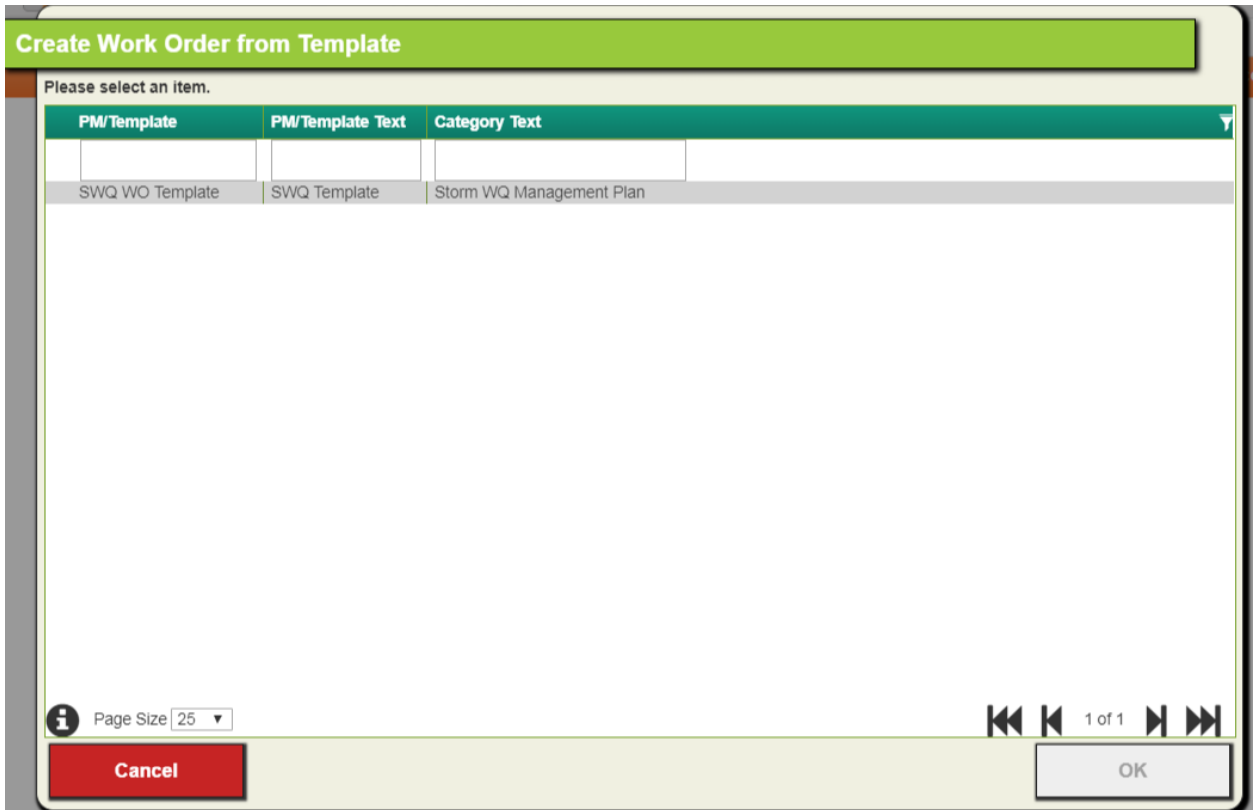 Create Work Order from Template
Please select an item.
PM/Template PM/Template Text Category Text
SWQ WO Template SWQ Template Storm WQ Management Plan
Page Size 25 1 of 1
Cancel OK